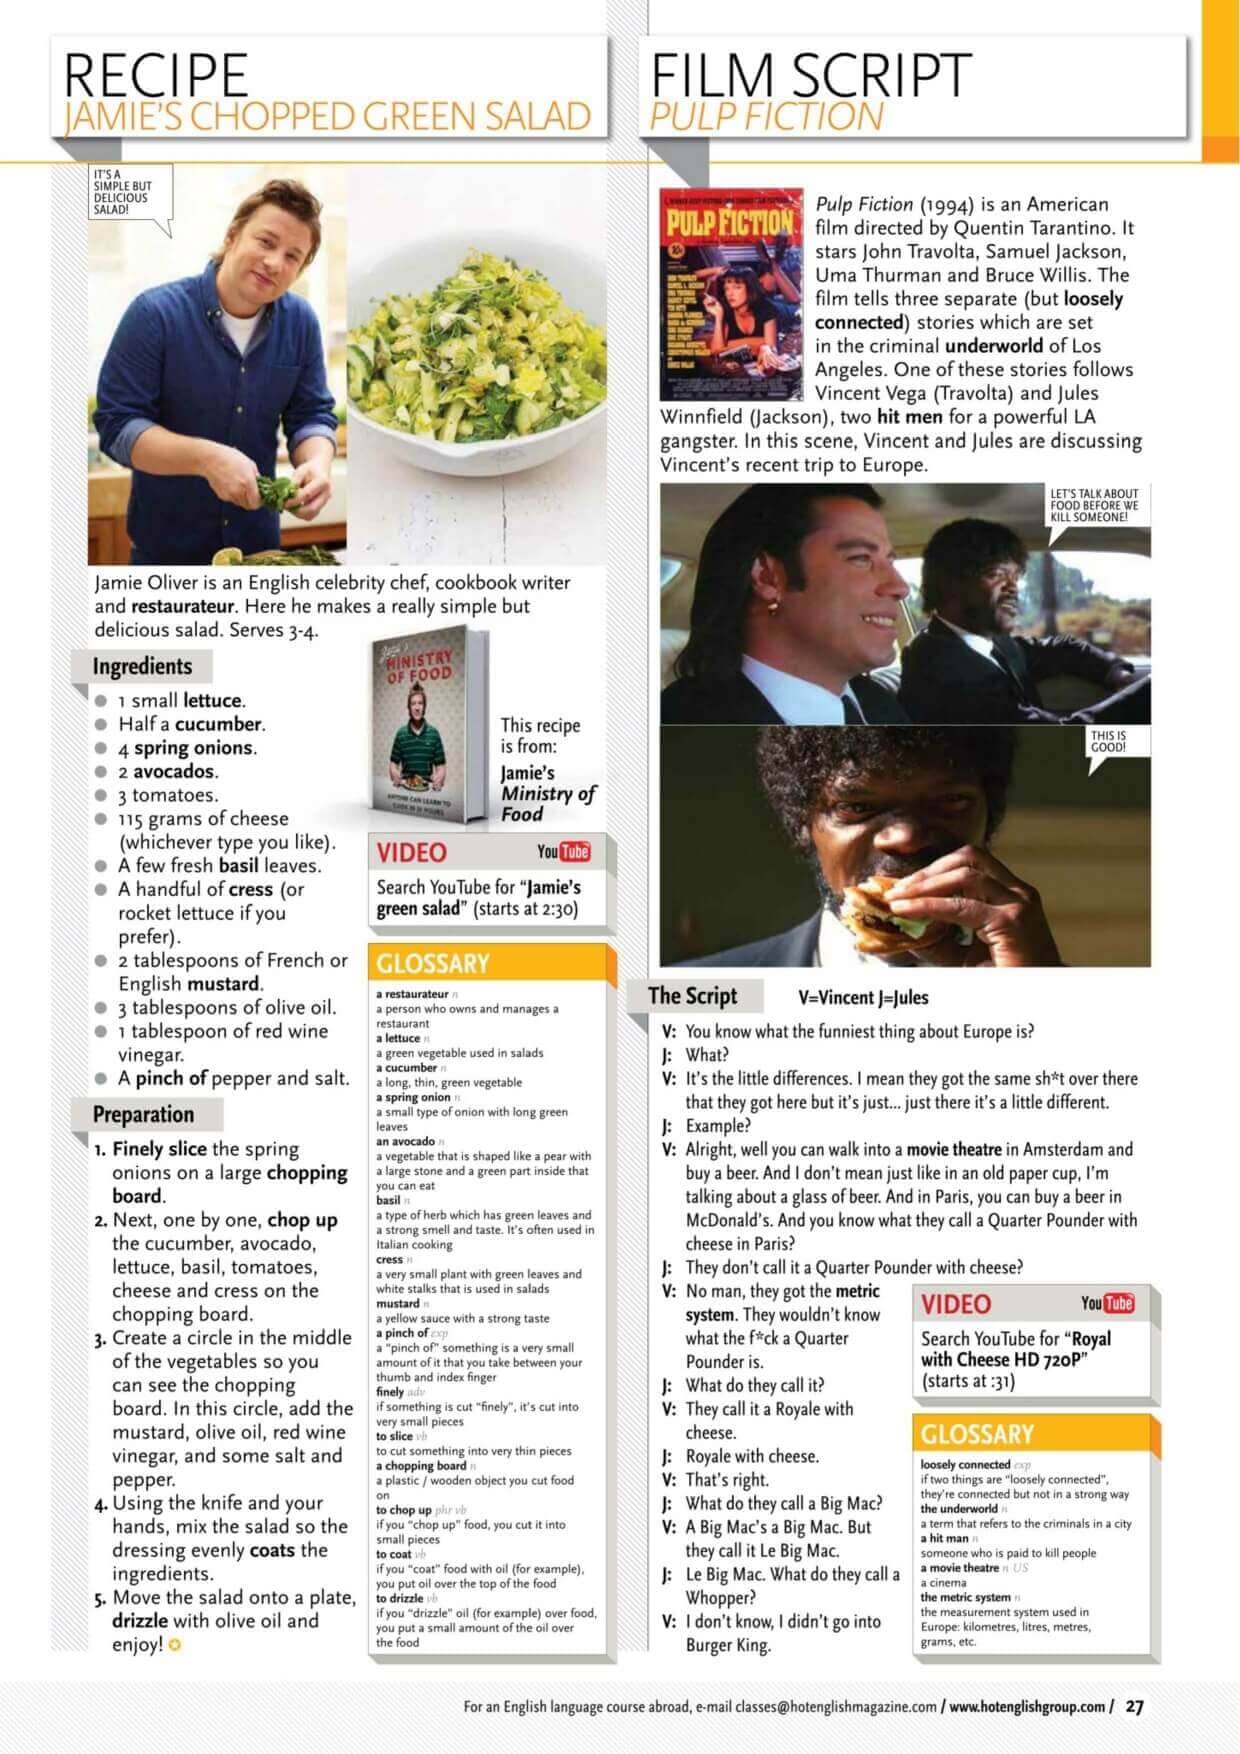 RECIPE
JAMIE'S CHOPPED GREEN SALAD
IT'S A
SIMPLE BUT
DELICIOUS
SALAD!
Jamie Oliver is an English celebrity chef, cookbook writer
and restaurateur. Here he makes a really simple but
delicious salad. Serves 3-4.
Ingredients
1 small lettuce.
Half a cucumber.
4 spring onions.
2 avocados.
3 tomatoes.
115 grams of cheese
(whichever type you like).
A few fresh basil leaves.
A handful of cress (or
rocket lettuce if you
prefer).
2 tablespoons of French or
English mustard.
3 tablespoons of olive oil.
1 tablespoon of red wine
vinegar.
A pinch of pepper and salt.
Preparation
1. Finely slice the spring
onions on a large chopping
board.
2. Next, one by one, chop up
the cucumber, avocado,
lettuce, basil, tomatoes,
cheese and cress on the
chopping board.
3. Create a circle in the middle
of the vegetables so you
can see the chopping
board. In this circle, add the
mustard, olive oil, red wine
vinegar, and some salt and
pepper.
4. Using the knife and your
hands, mix the salad so the
dressing evenly coats the
ingredients.
5. Move the salad onto a plate,
drizzle with olive oil and
enjoy!
MINISTRY
OF FOOD
ANYONE CAN LEARN TO
COOK IN 24 HOURS
This recipe
is from:
Jamie's
Ministry of
Food
VIDEO
YouTube
Search YouTube for "Jamie's
green salad" (starts at 2:30)
GLOSSARY
a restaurateur n
a person who owns and manages a
restaurant
a lettuce n
a green vegetable used in salads
a cucumber n
a long, thin, green vegetable
a spring onion n
a small type of onion with long green
leaves
an avocado n
a vegetable that is shaped like a pear with
a large stone and a green part inside that
you can eat
basil n
a type of herb which has green leaves and
a strong smell and taste. It's often used in
Italian cooking
cress n
a very small plant with green leaves and
white stalks that is used in salads
mustard n
a yellow sauce with a strong taste
a pinch of exp
a "pinch of" something is a very small
amount of it that you take between your
thumb and index finger
finely adv
if something is cut "finely", it's cut into
very small pieces
to slice vb
to cut something into very thin pieces
a chopping board n
a plastic / wooden object you cut food
on
to chop up phr vb
if you "chop up" food, you cut it into
small pieces
to coat vb
if you "coat" food with oil (for example),
you put oil over the top of the food
to drizzle vb
if you "drizzle" oil (for example) over food,
you put a small amount of the oil over
the food
FILM SCRIPT
PULP FICTION
PULP FICTION
Pulp Fiction (1994) is an American
film directed by Quentin Tarantino. It
stars John Travolta, Samuel Jackson,
Uma Thurman and Bruce Willis. The
film tells three separate (but loosely
connected) stories which are set
in the criminal underworld of Los
Angeles. One of these stories follows
Vincent Vega (Travolta) and Jules
Winnfield (Jackson), two hit men for a powerful LA
gangster. In this scene, Vincent and Jules are discussing
Vincent's recent trip to Europe.
LET'S TALK ABOUT
FOOD BEFORE WE
KILL SOMEONE!
THIS IS
GOOD!
The Script
V=Vincent J=Jules
V: You know what the funniest thing about Europe is?
J: What?
V: It's the little differences. I mean they got the same sh*t over there
that they got here but it's just... just there it's a little different.
J: Example?
V: Alright, well you can walk into a movie theatre in Amsterdam and
buy a beer. And I don't mean just like in an old paper cup, I'm
talking about a glass of beer. And in Paris, you can buy a beer in
McDonald's. And you know what they call a Quarter Pounder with
cheese in Paris?
J: They don't call it a Quarter Pounder with cheese?
V: No man, they got the metric
system. They wouldn't know
what the f*ck a Quarter
Pounder is.
J: What do they call it?
V: They call it a Royale with
cheese.
J: Royale with cheese.
V: That's right.
J: What do they call a Big Mac?
V: A Big Mac's a Big Mac. But
they call it Le Big Mac.
J: Le Big Mac. What do they call a
Whopper?
V: I don't know, I didn't go into
Burger King.
VIDEO
YouTube
Search YouTube for "Royal
with Cheese HD 720P"
(starts at :31)
GLOSSARY
loosely connected exp
if two things are "loosely connected",
they're connected but not in a strong way
the underworld n
a term that refers to the criminals in a city
a hit man n
someone who is paid to kill people
a movie theatre n US
a cinema
the metric system n
the measurement system used in
Europe: kilometres, litres, metres,
grams, etc.
For an English language course abroad, e-mail classes@hotenglishmagazine.com / www.hotenglishgroup.com / 27